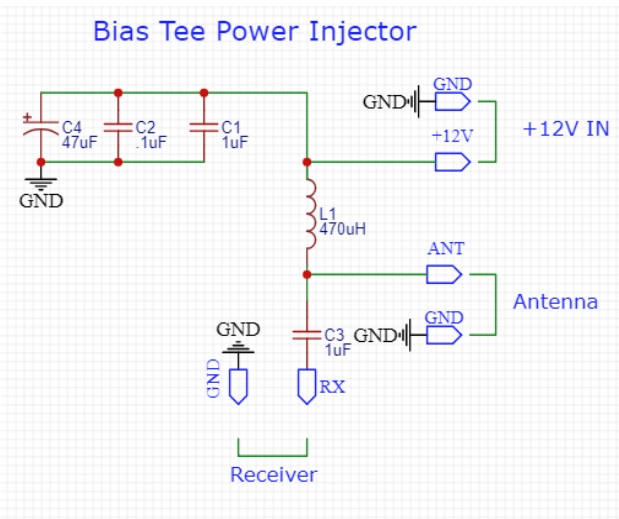 Bias Tee Power Injector
GND
GND
+12V IN
+
C4
47uF
C2
.1uF
C1
1uF
+12V
GND
L1
470uH
ANT
Antenna
GND
GND
GND
C3
1uF
GND
RX
Receiver